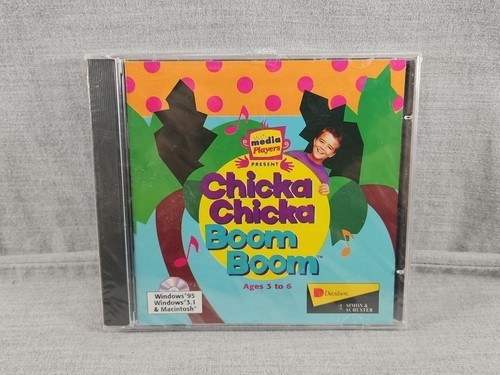 media
Players
PRESENT
Chicka
Chicka
Boom
Boom™
Ages 3 to 6
Windows®95
Windows®3.1
& Macintosh®
Davidson
SIMON &
SCHUSTER